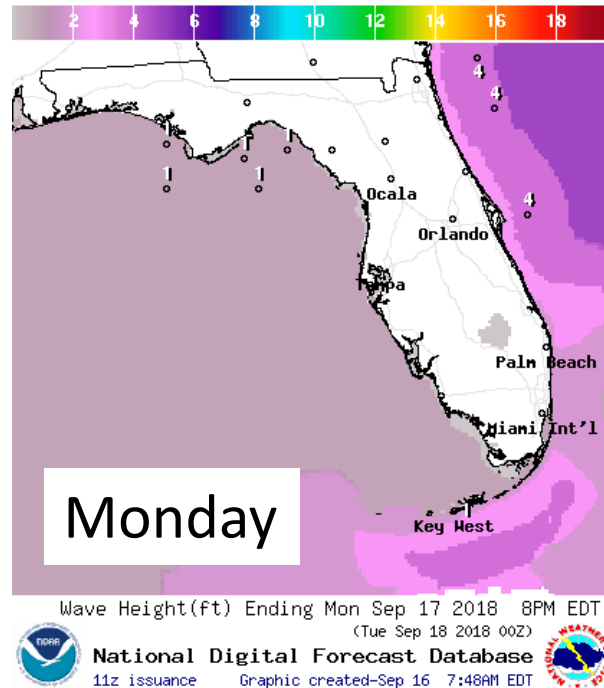 2 4 6 8 10 12 14 16 18
4
4
1 1 1
1 1
Ocala
4
Orlando
Tampa
Palm Beach
Miami Int'l
Monday
1
Key West
Wave Height(ft) Ending Mon Sep 17 2018 8PM EDT
(Tue Sep 18 2018 00Z)
NOAA
National Digital Forecast Database
11z issuance Graphic created-Sep 16 7:48AM EDT